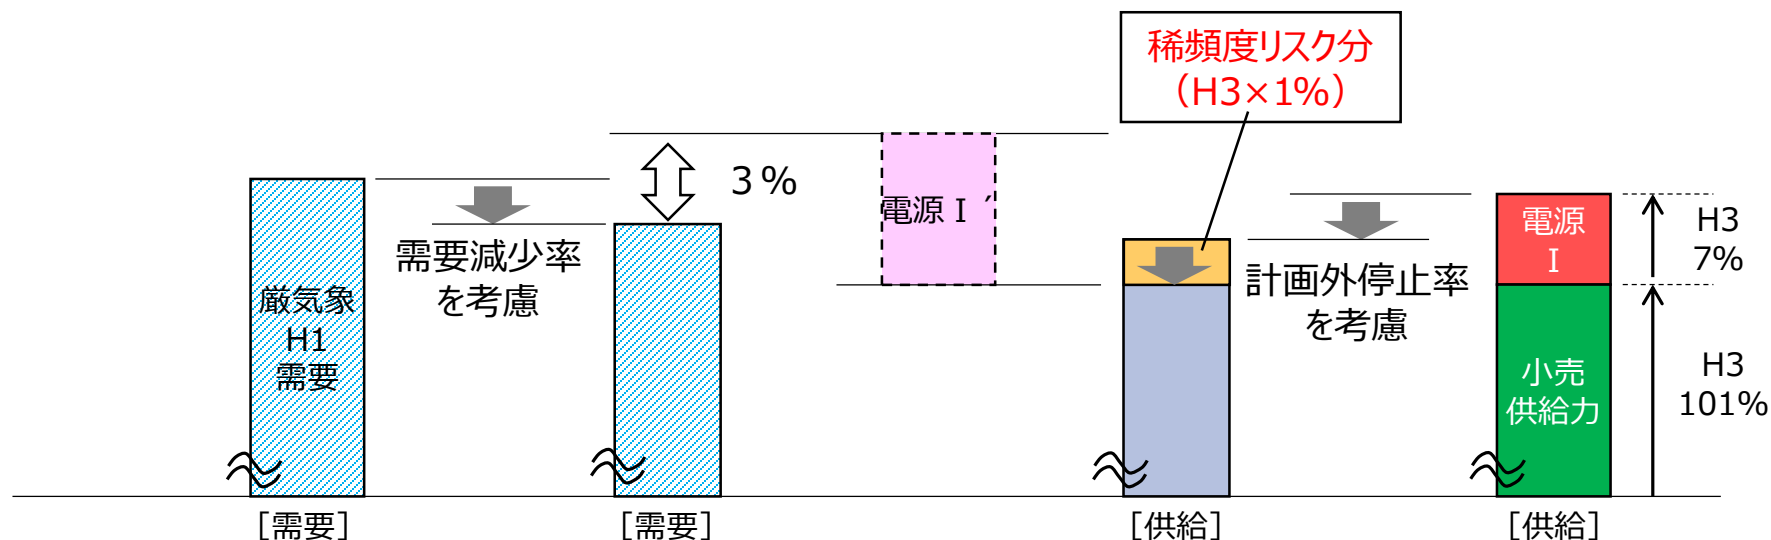 稀頻度リスク分
（H3×1%）
3%
電源Ⅰ´
需要減少率
を考慮
厳気象
H1
需要
計画外停止率
を考慮
電源
Ⅰ
H3
7%
小売
供給力
H3
101%
［需要］
［需要］
［供給］
［供給］